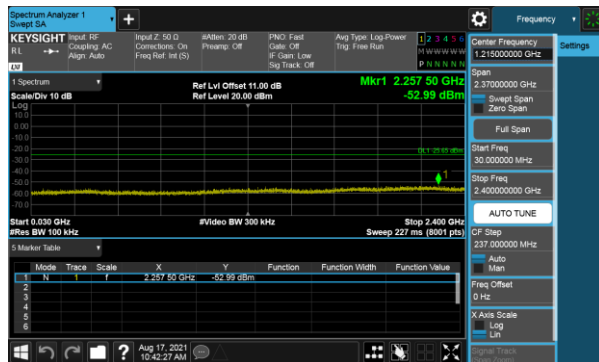 Spectrum Analyzer 1
Swept SA
+
Frequency
KEYSIGHT Input: RF Input Z: 50 Ω #Atten: 20 dB PNO: Fast Avg Type: Log-Power 1 2 3 4 5 6
RL Coupling: AC Corrections: On Preamp: Off Gate: Off Trig: Free Run M W W W W W
Align: Auto Freq Ref: Int (S) IF Gain: Low P N N N N N
Sig Track: Off
LW
1 Spectrum
Ref Lvl Offset 11.00 dB Mkr1 2.257 50 GHz
Scale/Div 10 dB Ref Level 20.00 dBm -52.99 dBm
Log
10.0
0.00
-10.0
-20.0
DL1 -25.65 dBm
-30.0
-40.0
1
-50.0
-60.0
-70.0
Start 0.030 GHz #Video BW 300 kHz Stop 2.400 GHz
#Res BW 100 kHz Sweep 227 ms (8001 pts)
5 Marker Table
Mode Trace Scale X Y Function Function Width Function Value
1 N 1 f 2.257 50 GHz -52.99 dBm
2
3
4
5
6
Aug 17, 2021
10:42:27 AM
?
Center Frequency
1.215000000 GHz
Settings
Span
2.37000000 GHz
Swept Span
Zero Span
Full Span
Start Freq
30.000000 MHz
Stop Freq
2.400000000 GHz
AUTO TUNE
CF Step
237.000000 MHz
Auto
Man
Freq Offset
0 Hz
X Axis Scale
Log
Lin
Signal Track
(Span Zoom)